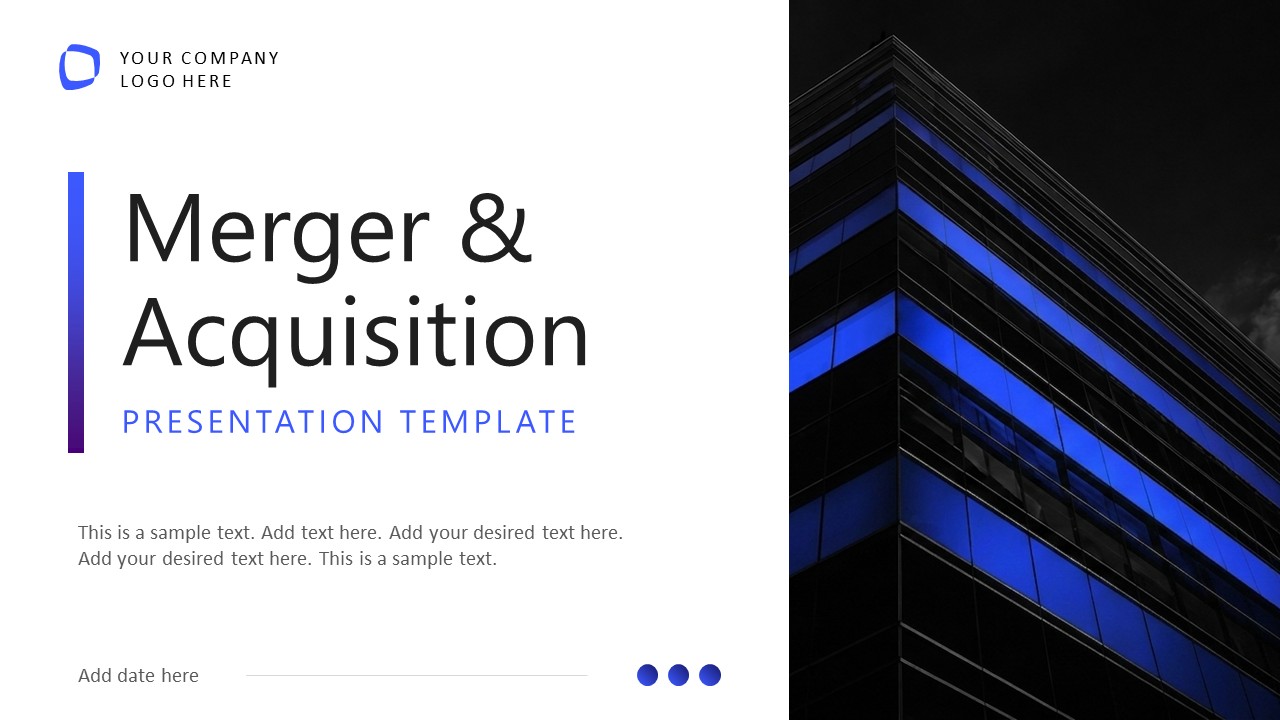 YOUR COMPANY
LOGO HERE
Merger &
Acquisition
PRESENTATION TEMPLATE
This is a sample text. Add text here. Add your desired text here.
Add your desired text here. This is a sample text.
Add date here